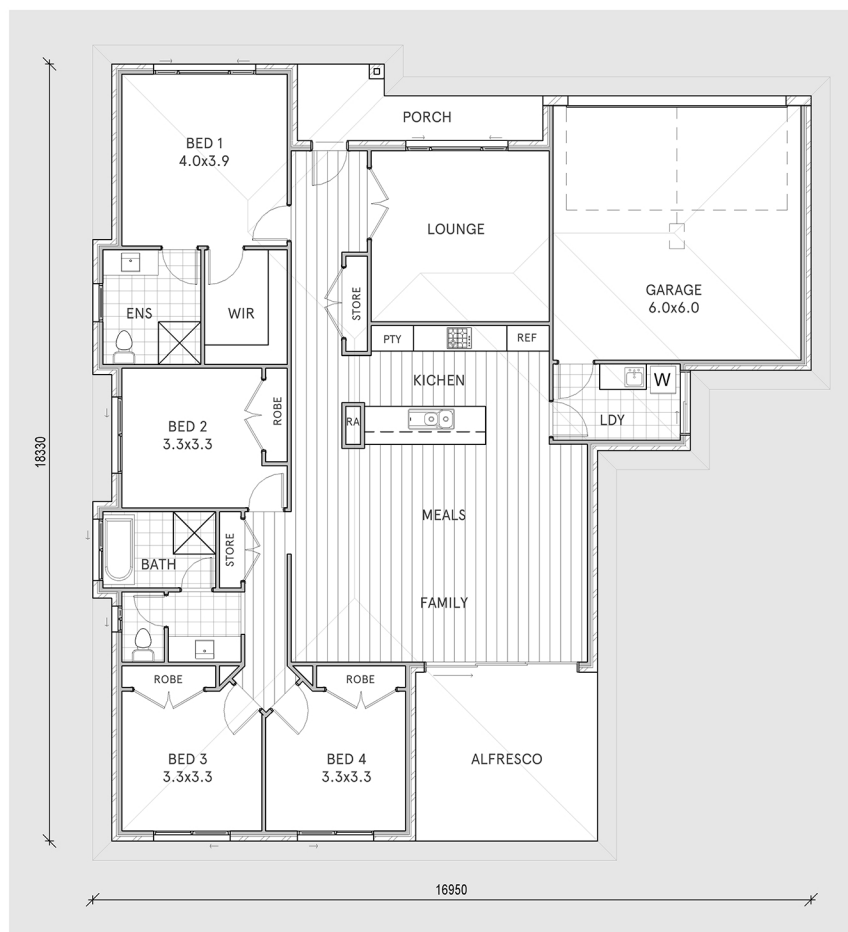 PORCH
BED 1
4.0x3.9
LOUNGE
GARAGE
6.0x6.0
ENS
WIR
STORE
PTY
REF
KICHEN
W
LDY
ROBE
RA
BED 2
3.3x3.3
18330
MEALS
STORE
BATH
FAMILY
ROBE
ROBE
BED 3
3.3x3.3
BED 4
3.3x3.3
ALFRESCO
16950